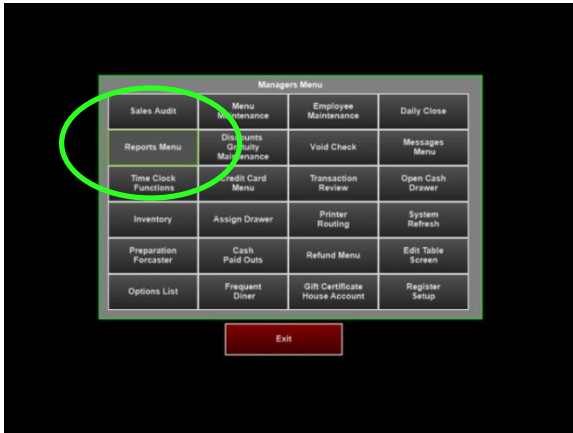 Managers Menu
Sales Audit
Menu
Maintenance
Employee
Maintenance
Daily Close
Reports Menu
Discounts
Gratuity
Maintenance
Void Check
Messages
Menu
Time Clock
Functions
Credit Card
Menu
Transaction
Review
Open Cash
Drawer
Inventory
Assign Drawer
Printer
Routing
System
Refresh
Preparation
Forcaster
Cash
Paid Outs
Refund Menu
Edit Table
Screen
Options List
Frequent
Diner
Gift Certificate
House Account
Register
Setup
Exit